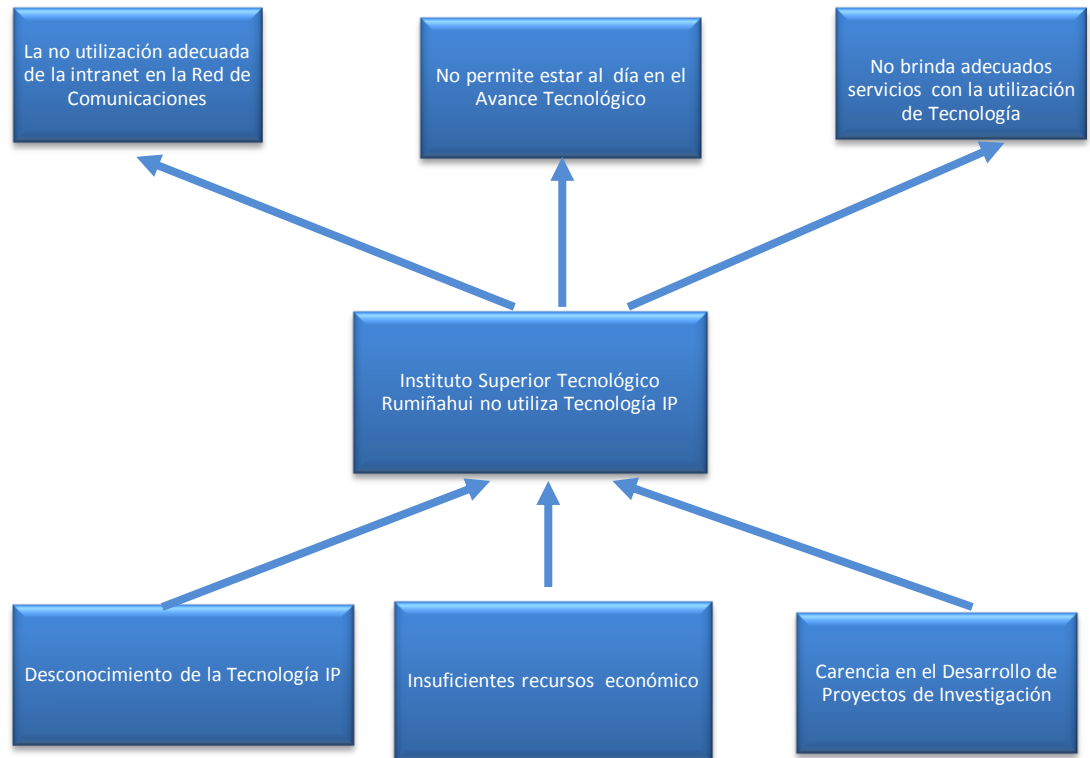 La no utilización adecuada
de la intranet en la Red de
Comunicaciones
No permite estar al día en el
Avance Tecnológico
No brinda adecuados
servicios con la utilización
de Tecnología
Instituto Superior Tecnológico
Rumiñahui no utiliza Tecnología IP
Desconocimiento de la Tecnología IP
Insuficientes recursos económico
Carencia en el Desarrollo de
Proyectos de Investigación